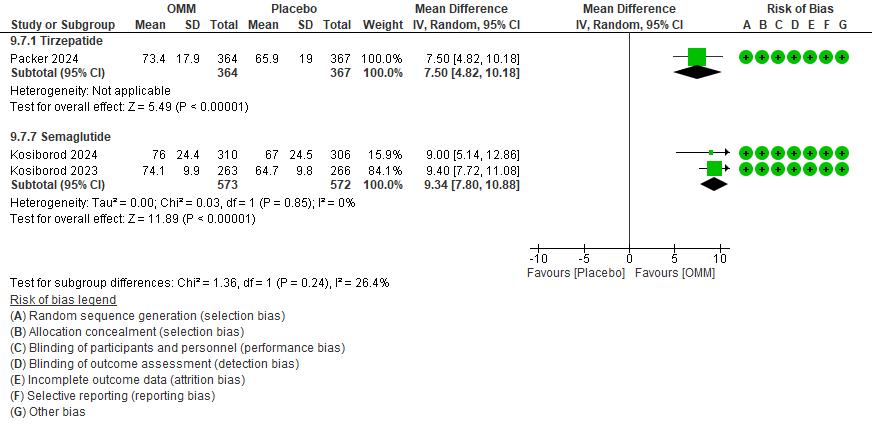 OMM Placebo Mean Difference Mean Difference Risk of Bias
Study or Subgroup Mean SD Total Mean SD Total Weight IV, Random, 95% CI IV, Random, 95% CI A B C D E F G
9.7.1 Tirzepatide
Packer 2024 73.4 17.9 364 65.9 19 367 100.0% 7.50 [4.82, 10.18]
Subtotal (95% CI) 364 367 100.0% 7.50 [4.82, 10.18]
Heterogeneity: Not applicable
Test for overall effect: Z = 5.49 (P < 0.00001)
9.7.7 Semaglutide
Kosiborod 2024 76 24.4 310 67 24.5 306 15.9% 9.00 [5.14, 12.86]
Kosiborod 2023 74.1 9.9 263 64.7 9.8 266 84.1% 9.40 [7.72, 11.08]
Subtotal (95% CI) 573 572 100.0% 9.34 [7.80, 10.88]
Heterogeneity: Tau² = 0.00; Chi² = 0.03, df = 1 (P = 0.85); I² = 0%
Test for overall effect: Z = 11.89 (P < 0.00001)
-10 -5 0 5 10
Favours [Placebo] Favours [OMM]
Test for subgroup differences: Chi² = 1.36, df = 1 (P = 0.24), I² = 26.4%
Risk of bias legend
(A) Random sequence generation (selection bias)
(B) Allocation concealment (selection bias)
(C) Blinding of participants and personnel (performance bias)
(D) Blinding of outcome assessment (detection bias)
(E) Incomplete outcome data (attrition bias)
(F) Selective reporting (reporting bias)
(G) Other bias